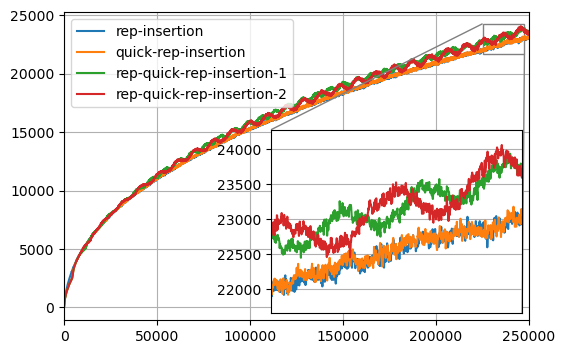 25000
20000
15000
10000
5000
0
rep-insertion
quick-rep-insertion
rep-quick-rep-insertion-1
rep-quick-rep-insertion-2
24000
23500
23000
22500
22000
0 50000 100000 150000 200000 250000